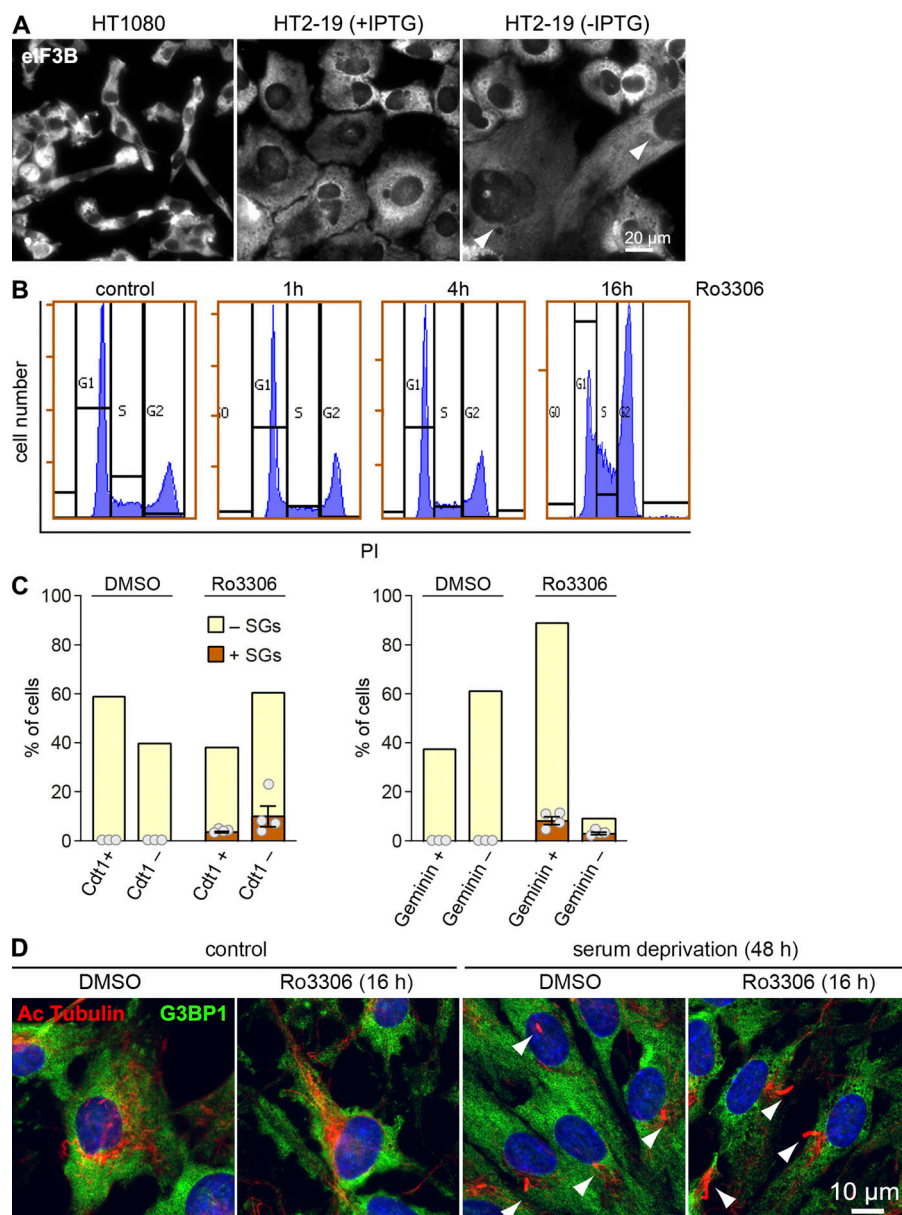 A
HT1080 HT2-19 (+IPTG) HT2-19 (-IPTG)
eIF3B
20 µm
B
control 1h 4h 16h Ro3306
cell number
G1 S G2
G0 G1 S G2
G0 G1 S G2
G0 G1 S G2
PI
C
DMSO Ro3306
– SGs
+ SGs
% of cells
100
80
60
40
20
0
Cdt1+ Cdt1 – Cdt1 + Cdt1 –
DMSO Ro3306
% of cells
100
80
60
40
20
0
Geminin + Geminin – Geminin + Geminin –
D
control serum deprivation (48 h)
DMSO Ro3306 (16 h) DMSO Ro3306 (16 h)
Ac Tubulin G3BP1
10 µm